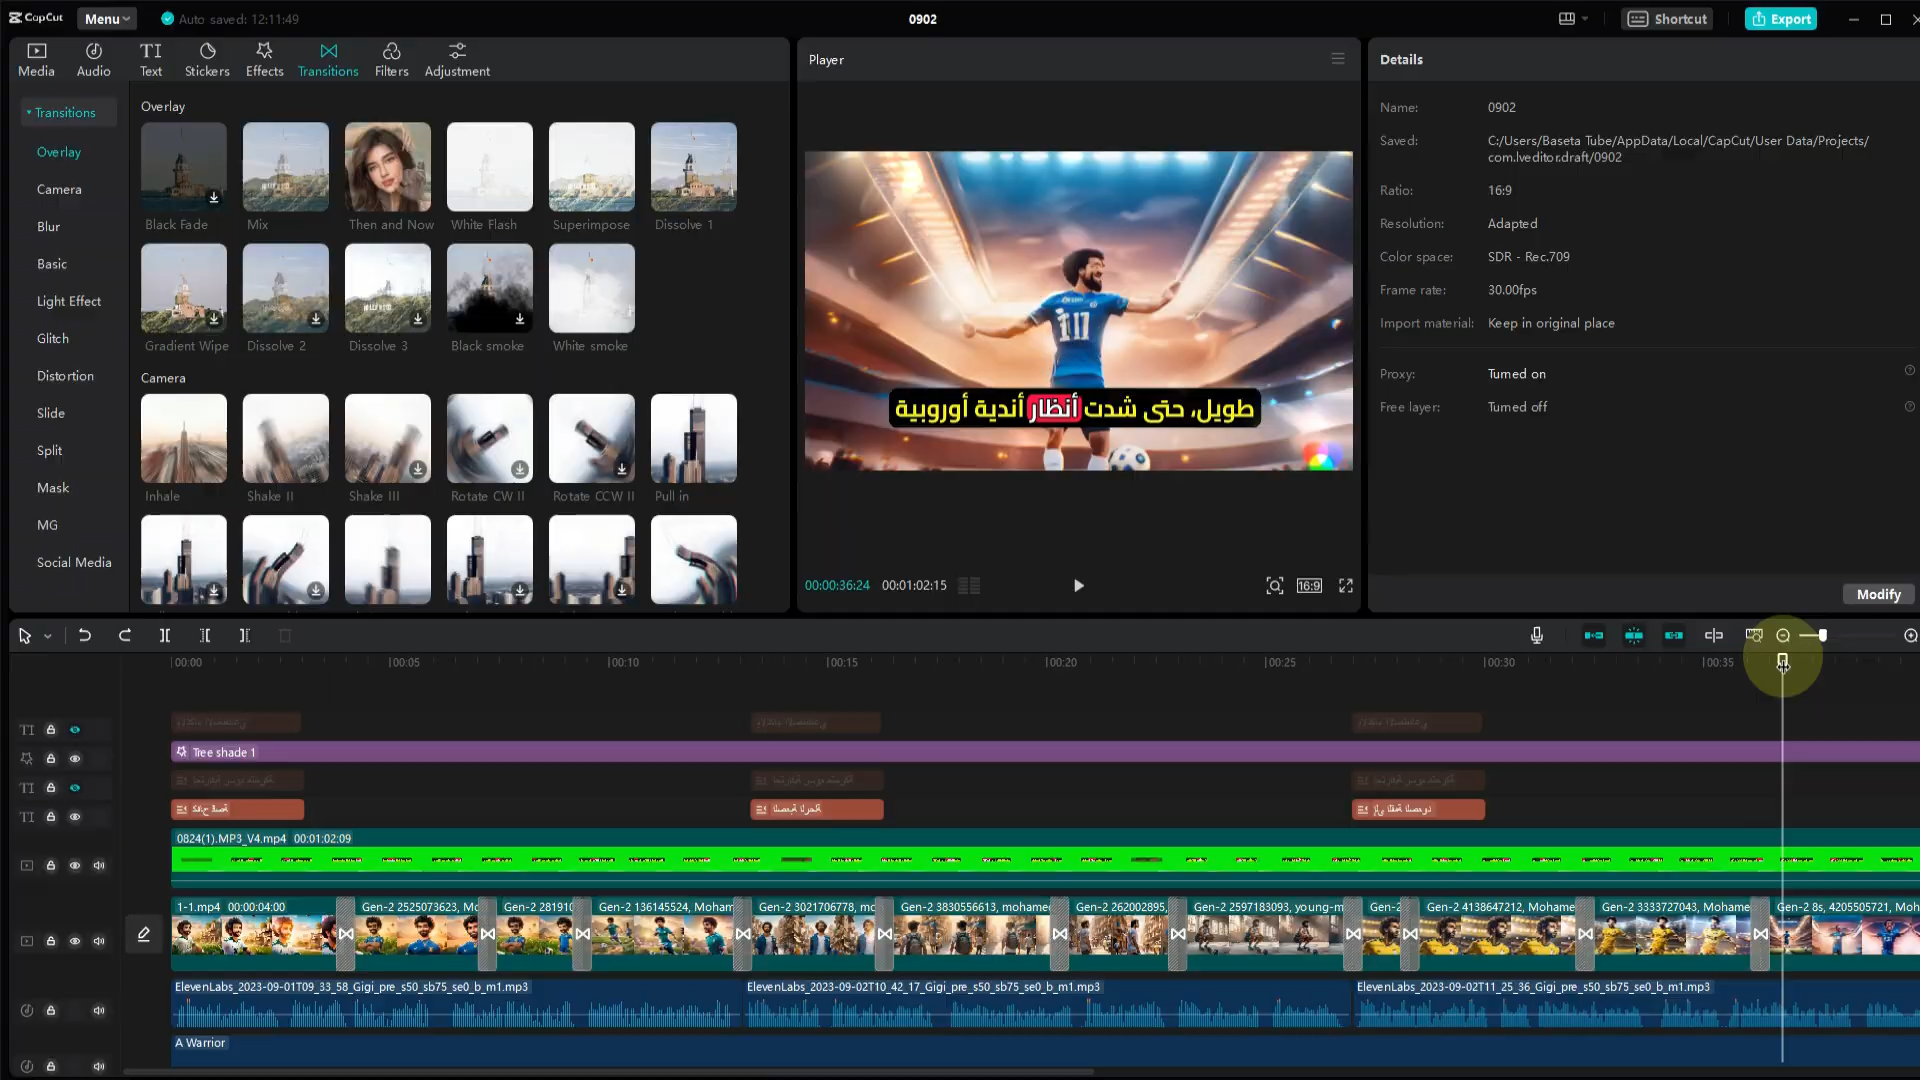 CapCut Menu Auto saved: 12:11:49 0902 Shortcut Export
Media Audio Text Stickers Effects Transitions Filters Adjustment
Transitions
Overlay
Camera
Blur
Basic
Light Effect
Glitch
Distortion
Slide
Split
Mask
MG
Social Media
Overlay
Black Fade Mix Then and Now White Flash Superimpose Dissolve 1
Gradient Wipe Dissolve 2 Dissolve 3 Black smoke White smoke
Camera
Inhale Shake II Shake III Rotate CW II Rotate CCW II Pull in
Player
طويل، حتى شدت أنظار أندية أوروبية
00:00:36:24 00:01:02:15 16:9
Details
Name: 0902
Saved: C:/Users/Baseta Tube/AppData/Local/CapCut/User Data/Projects/
com.lveditor.draft/0902
Ratio: 16:9
Resolution: Adapted
Color space: SDR - Rec.709
Frame rate: 30.00fps
Import material: Keep in original place
Proxy: Turned on
Free layer: Turned off
Modify
00:00 00:05 00:10 00:15 00:20 00:25 00:30 00:35
Tree shade 1
0824(1).MP3_V4.mp4 00:01:02:09
1-1.mp4 00:00:04:00 Gen-2 2525073623, Mo Gen-2 281910 Gen-2 136145524, Moham Gen-2 3021706778, mo Gen-2 3830556613, mohame Gen-2 262002895, Gen-2 2597183093, young-m Gen-2 Gen-2 4138647212, Mohame Gen-2 3333727043, Mohame Gen-2 8s, 4205505721, Moh
ElevenLabs_2023-09-01T09_33_58_Gigi_pre_s50_sb75_se0_b_m1.mp3 ElevenLabs_2023-09-02T10_42_17_Gigi_pre_s50_sb75_se0_b_m1.mp3 ElevenLabs_2023-09-02T11_25_36_Gigi_pre_s50_sb75_se0_b_m1.mp3
A Warrior